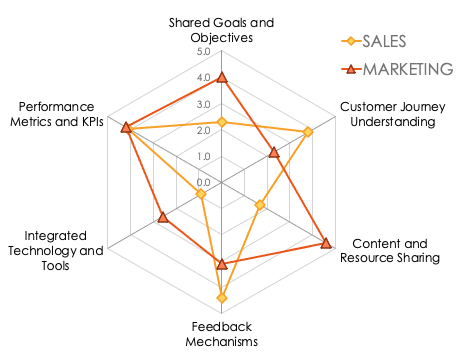 Shared Goals and
Objectives
5.0
4.0
3.0
2.0
1.0
0.0
SALES
MARKETING
Customer Journey
Understanding
Content and
Resource Sharing
Feedback
Mechanisms
Integrated
Technology and
Tools
Performance
Metrics and KPIs